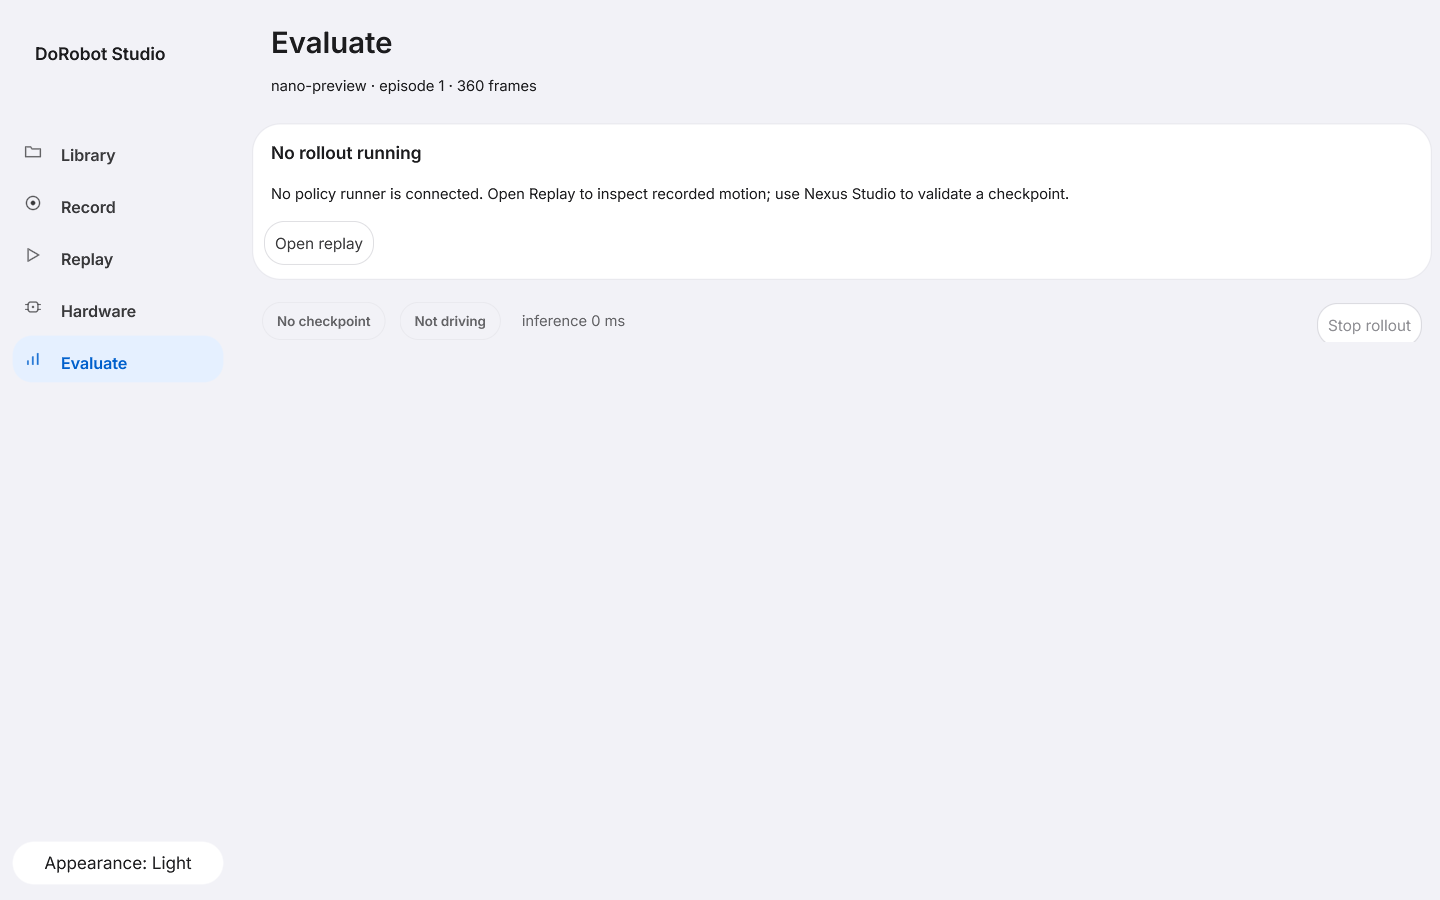 DoRobot Studio
Library
Record
Replay
Hardware
Evaluate
Appearance: Light
Evaluate
nano-preview · episode 1 · 360 frames
No rollout running
No policy runner is connected. Open Replay to inspect recorded motion; use Nexus Studio to validate a checkpoint.
Open replay
No checkpoint
Not driving
inference 0 ms
Stop rollout